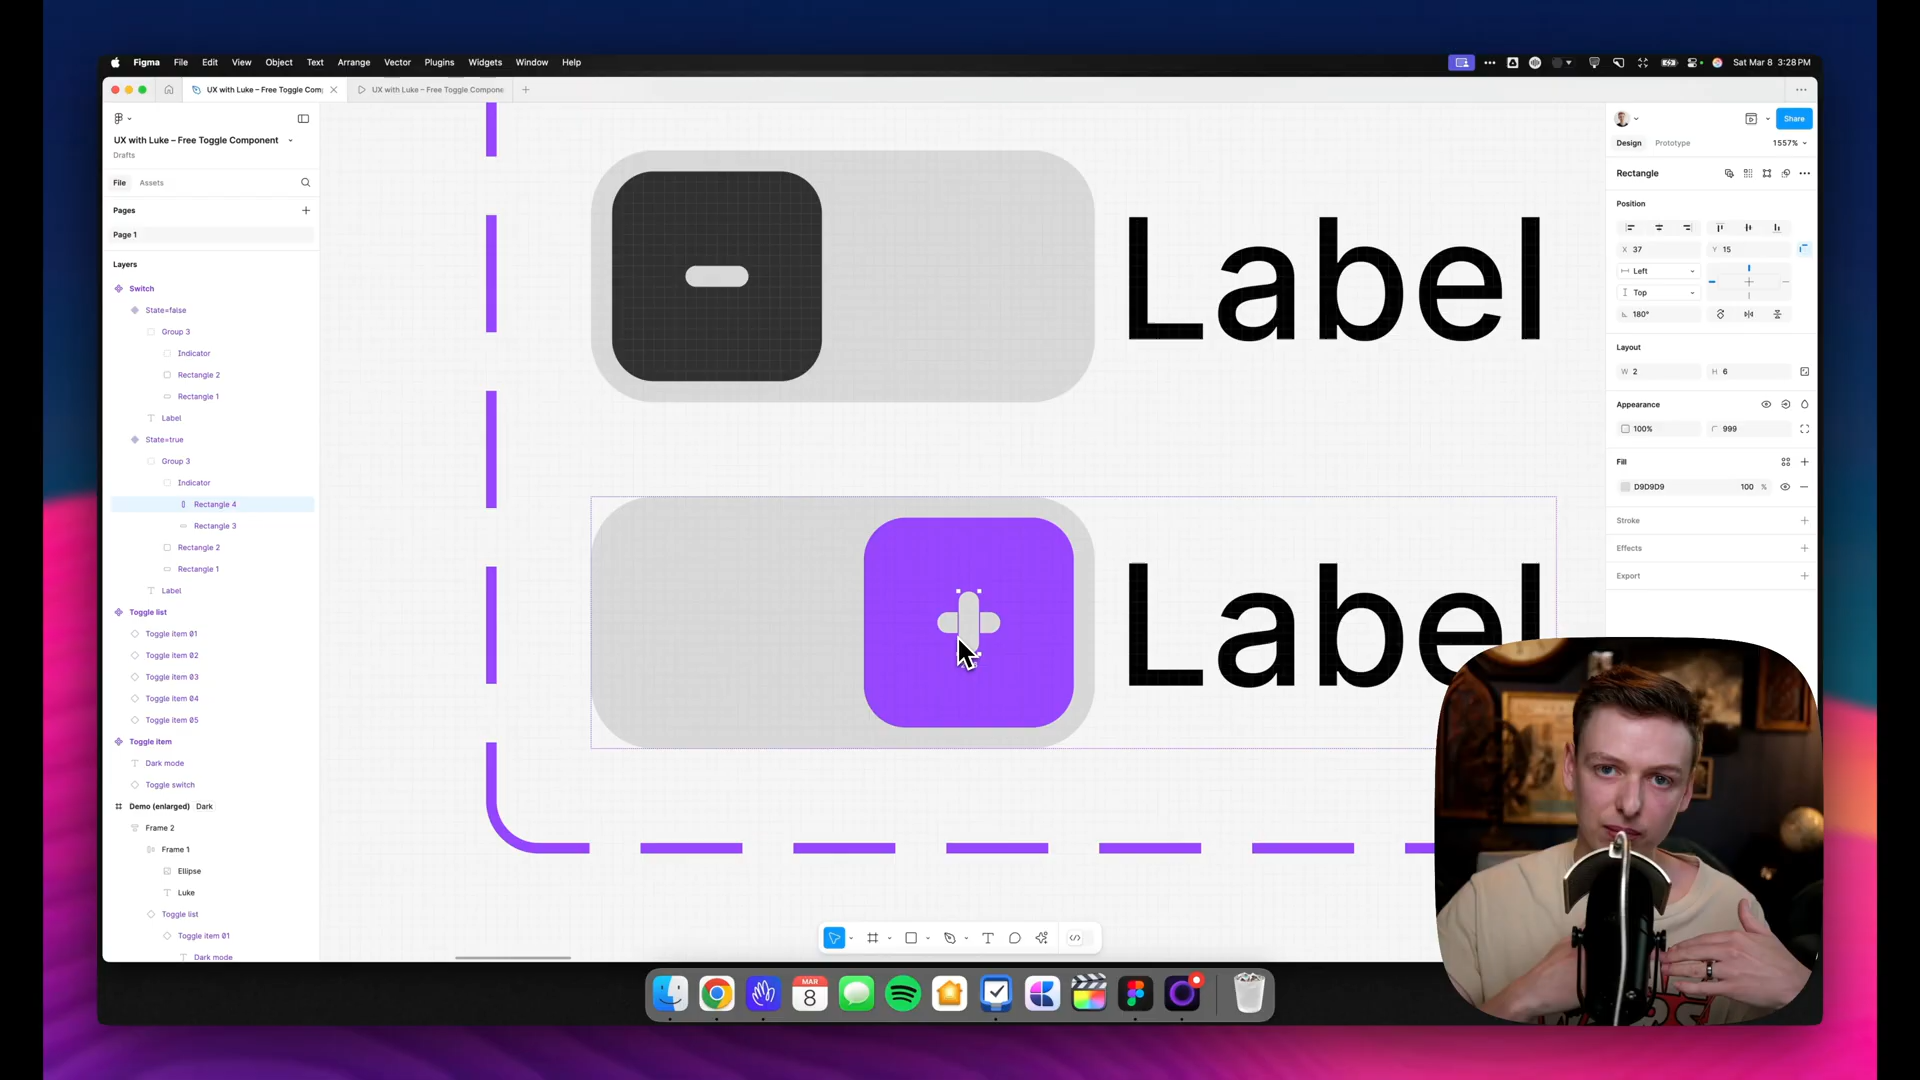 Figma File Edit View Object Text Arrange Vector Plugins Widgets Window Help
Sat Mar 8 3:28 PM
UX with Luke – Free Toggle Com
UX with Luke – Free Toggle Compone
Share
UX with Luke – Free Toggle Component
Drafts
Design Prototype 1557%
File Assets
Rectangle
Pages
Position
Page 1
X 37 Y 15
Layers
Left
Switch
Top
State=false
180°
Group 3
Layout
Indicator
W 2 H 6
Rectangle 2
Rectangle 1
Appearance
Label
100% 999
State=true
Group 3
Fill
Indicator
D9D9D9 100 %
Rectangle 4
Stroke
Rectangle 3
Effects
Rectangle 2
Export
Rectangle 1
Label
Toggle list
Toggle item 01
Toggle item 02
Toggle item 03
Toggle item 04
Toggle item 05
Toggle item
Dark mode
Toggle switch
Demo (enlarged) Dark
Frame 2
Frame 1
Ellipse
Luke
Toggle list
Toggle item 01
Dark mode
Label
Label
MAR
8